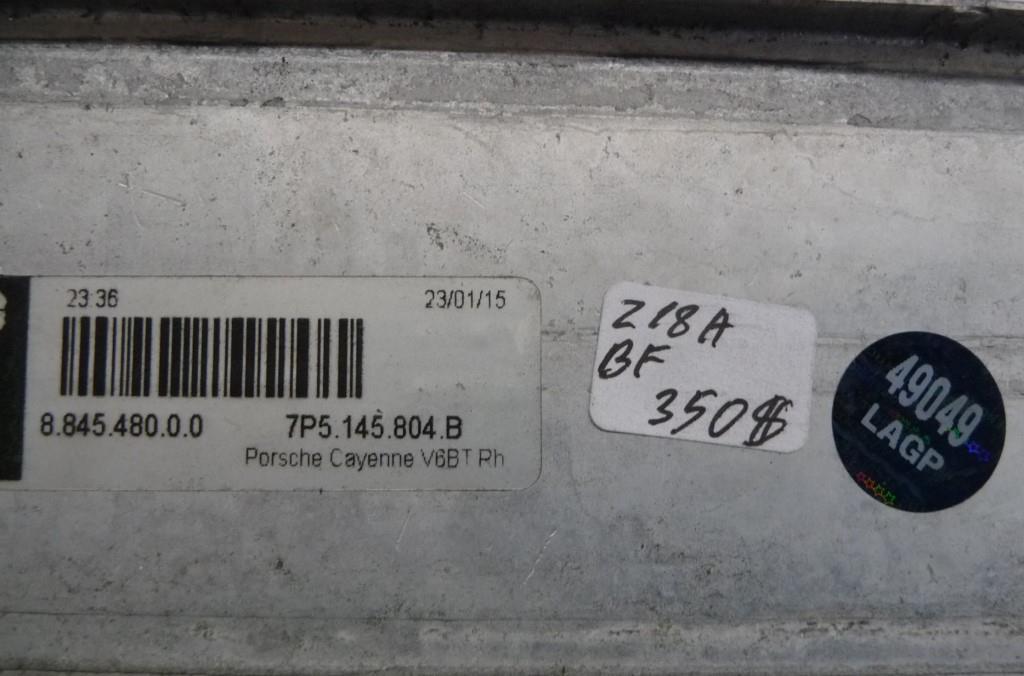 23:36 23/01/15
8.845.480.0.0 7P5.145.804.B
Porsche Cayenne V6BT Rh
Z18A
BF
350$
49049
LAGP